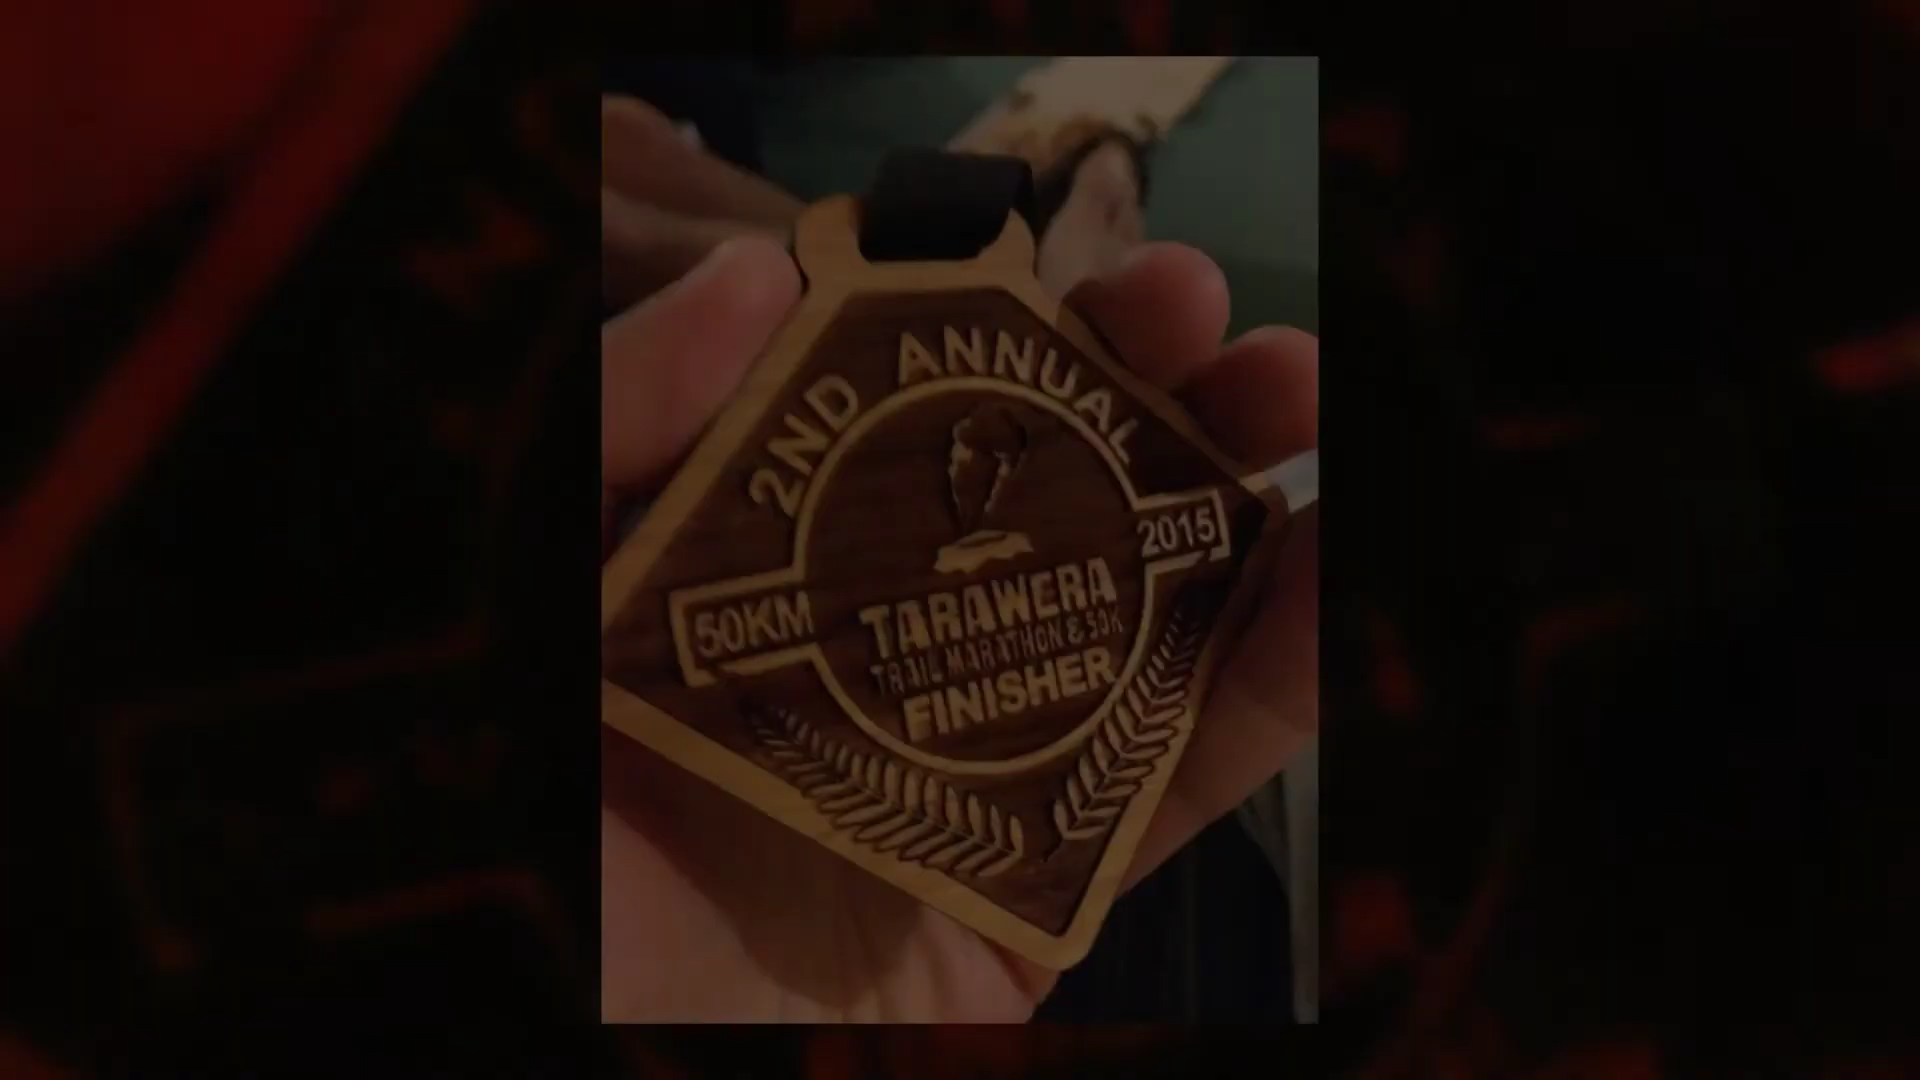 2ND ANNUAL
2015
50KM
TARAWERA
TRAIL MARATHON & 50K
FINISHER